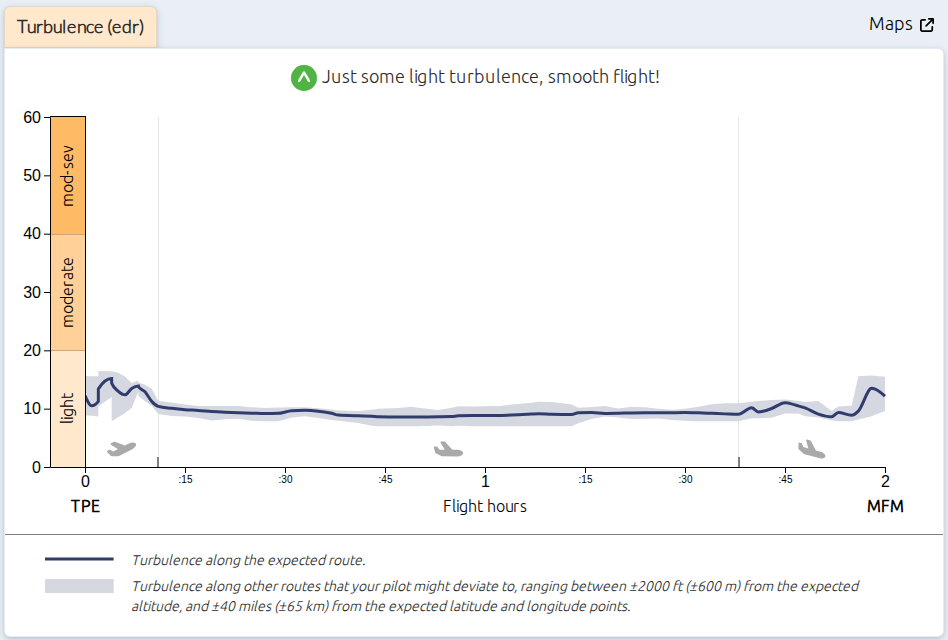 Turbulence (edr)
Maps
Just some light turbulence, smooth flight!
60
50
40
30
20
10
0
mod-sev
moderate
light
0 :15 :30 :45 1 :15 :30 :45 2
TPE Flight hours MFM
Turbulence along the expected route.
Turbulence along other routes that your pilot might deviate to, ranging between ±2000 ft (±600 m) from the expected
altitude, and ±40 miles (±65 km) from the expected latitude and longitude points.